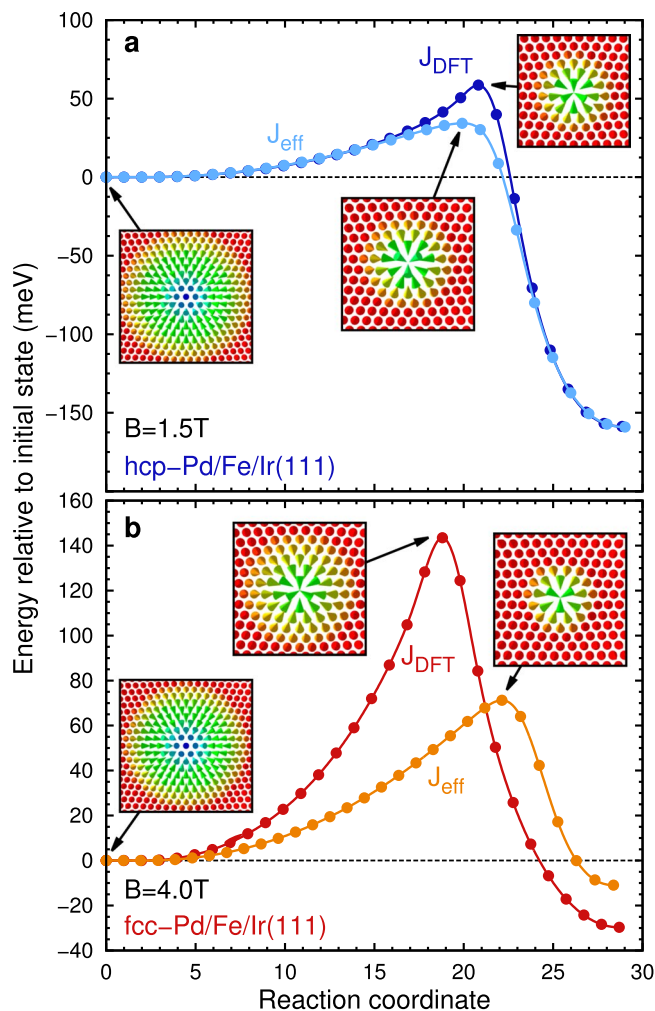 Energy relative to initial state (meV)
100
50
0
−50
−100
−150
a
J_DFT
J_eff
B=1.5T
hcp−Pd/Fe/Ir(111)
160
140
120
100
80
60
40
20
0
−20
−40
b
J_DFT
J_eff
B=4.0T
fcc−Pd/Fe/Ir(111)
0 5 10 15 20 25 30
Reaction coordinate